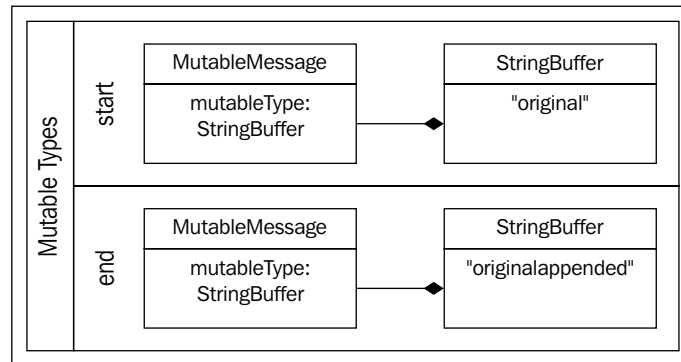 Mutable Types
start
MutableMessage
mutableType:
StringBuffer
StringBuffer
"original"
end
MutableMessage
mutableType:
StringBuffer
StringBuffer
"originalappended"